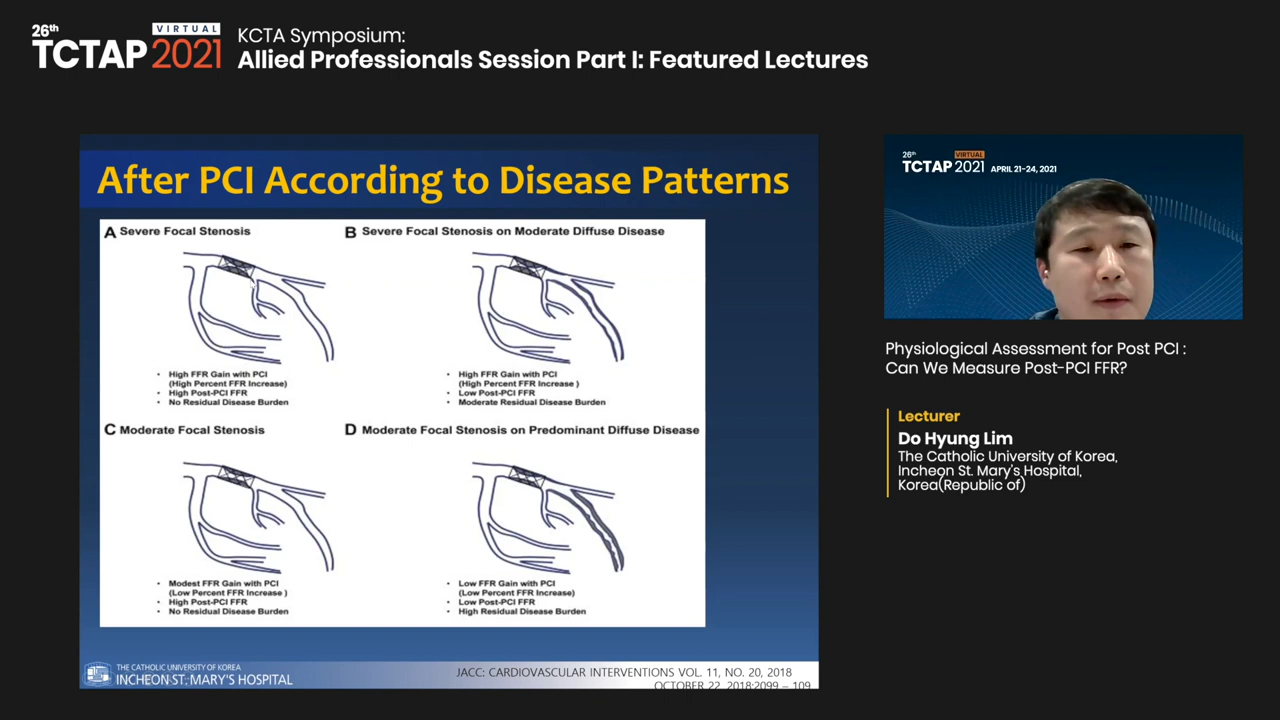 26th VIRTUAL
TCTAP 2021
KCTA Symposium:
Allied Professionals Session Part I: Featured Lectures
After PCI According to Disease Patterns
A Severe Focal Stenosis
• High FFR Gain with PCI
(High Percent FFR Increase)
• High Post-PCI FFR
• No Residual Disease Burden
B Severe Focal Stenosis on Moderate Diffuse Disease
• High FFR Gain with PCI
(High Percent FFR Increase )
• Low Post-PCI FFR
• Moderate Residual Disease Burden
C Moderate Focal Stenosis
• Modest FFR Gain with PCI
(Low Percent FFR Increase )
• High Post-PCI FFR
• No Residual Disease Burden
D Moderate Focal Stenosis on Predominant Diffuse Disease
• Low FFR Gain with PCI
(Low Percent FFR Increase)
• Low Post-PCI FFR
• High Residual Disease Burden
THE CATHOLIC UNIVERSITY OF KOREA
INCHEON ST. MARY'S HOSPITAL
JACC: CARDIOVASCULAR INTERVENTIONS VOL. 11, NO. 20, 2018
OCTOBER 22, 2018:2099 – 109
26th VIRTUAL
TCTAP 2021 APRIL 21-24, 2021
Physiological Assessment for Post PCI :
Can We Measure Post-PCI FFR?
Lecturer
Do Hyung Lim
The Catholic University of Korea,
Incheon St. Mary's Hospital,
Korea(Republic of)